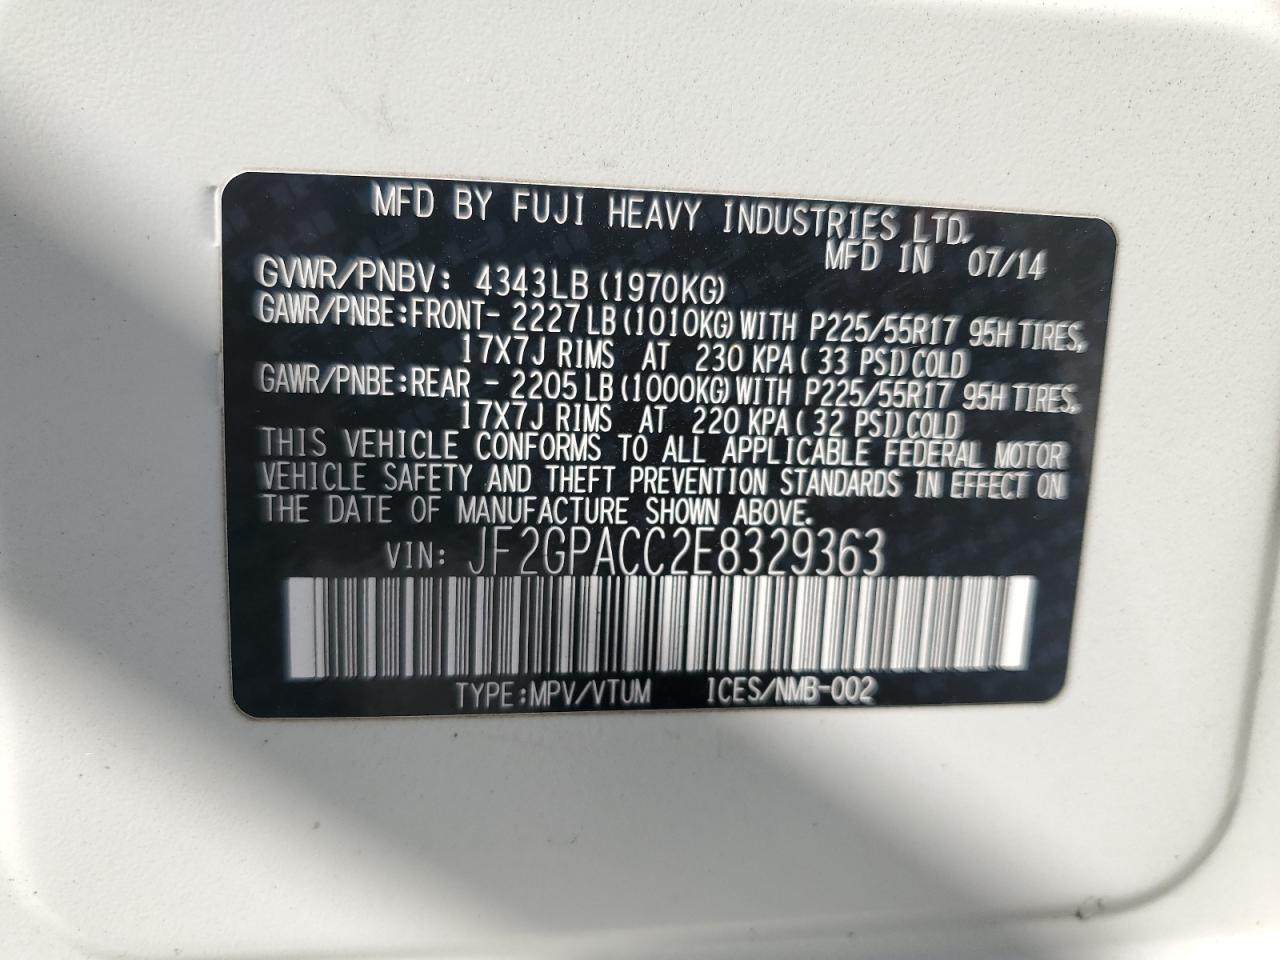 MFD BY FUJI HEAVY INDUSTRIES LTD.
MFD IN 07/14
GVWR/PNBV: 4343LB (1970KG)
GAWR/PNBE:FRONT- 2227LB (1010KG) WITH P225/55R17 95H TIRES,
17X7J RIMS AT 230 KPA (33 PSI) COLD
GAWR/PNBE:REAR - 2205LB (1000KG) WITH P225/55R17 95H TIRES,
17X7J RIMS AT 220 KPA (32 PSI) COLD
THIS VEHICLE CONFORMS TO ALL APPLICABLE FEDERAL MOTOR
VEHICLE SAFETY AND THEFT PREVENTION STANDARDS IN EFFECT ON
THE DATE OF MANUFACTURE SHOWN ABOVE.
VIN: JF2GPACC2E8329363
TYPE:MPV/VTUM ICES/NMB-002